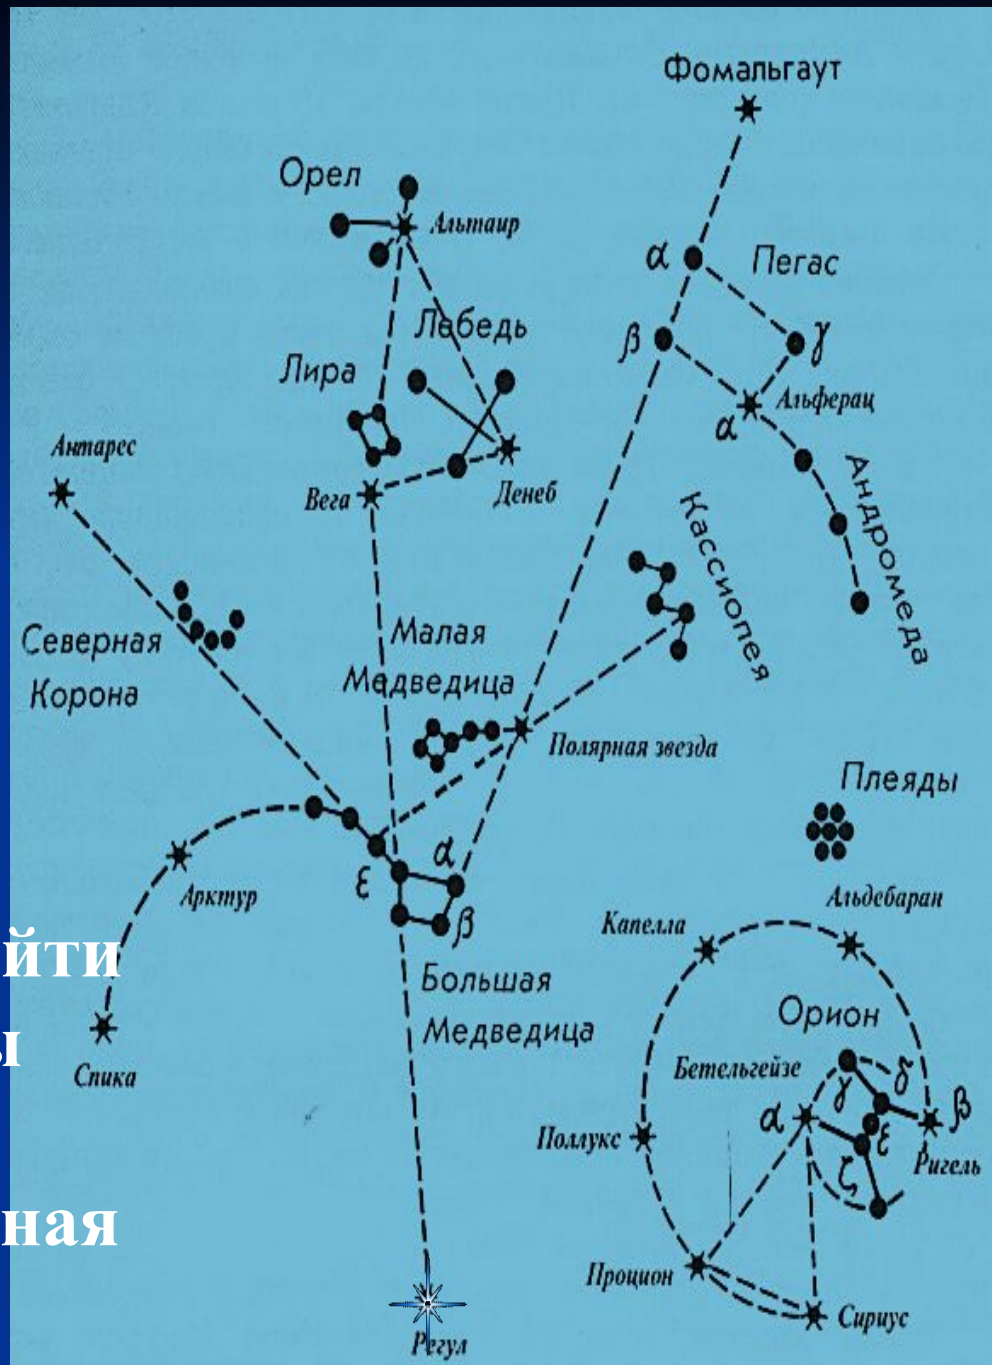 Фомальгаут
Орел
Альтаир
α
Пегас
β
γ
Лебедь
Лира
Альферац
α
Антарес
Вега
Денеб
Андромеда
Кассиопея
Северная
Корона
Малая
Медведица
Полярная звезда
Плеяды
α
ε
β
Арктур
Альдебаран
Капелла
йти
Большая
Медведица
ы
Орион
Спика
Бетельгейзе
γ
δ
α
β
ε
Поллукс
Ригель
ζ
ная
Процион
Сириус
Регул